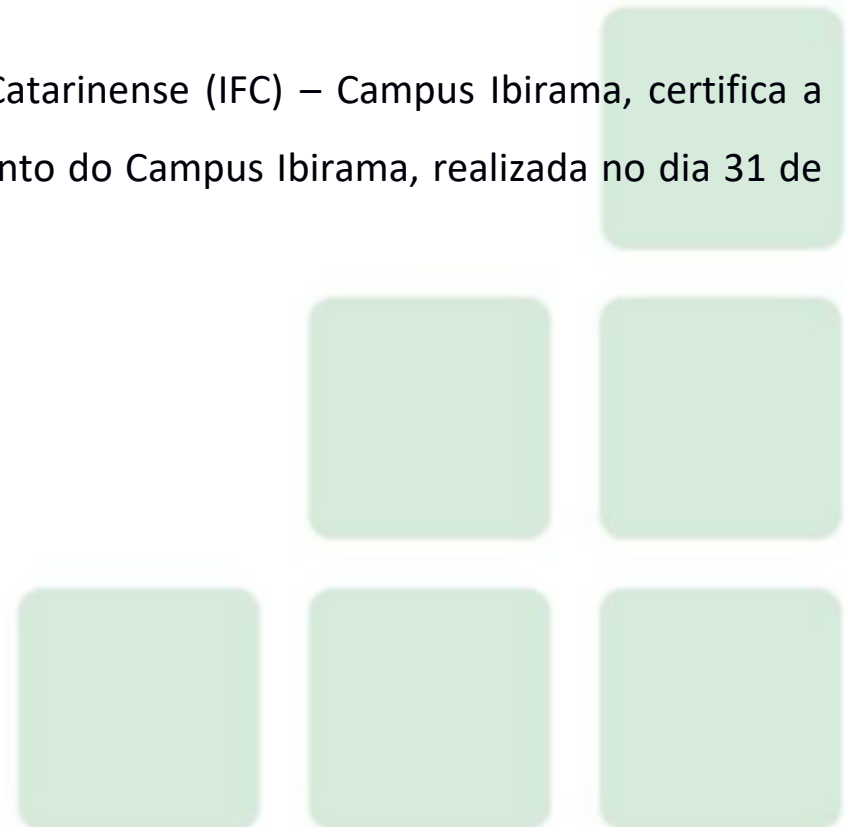 Catarinense (IFC) – Campus Ibirama, certifica a
nto do Campus Ibirama, realizada no dia 31 de